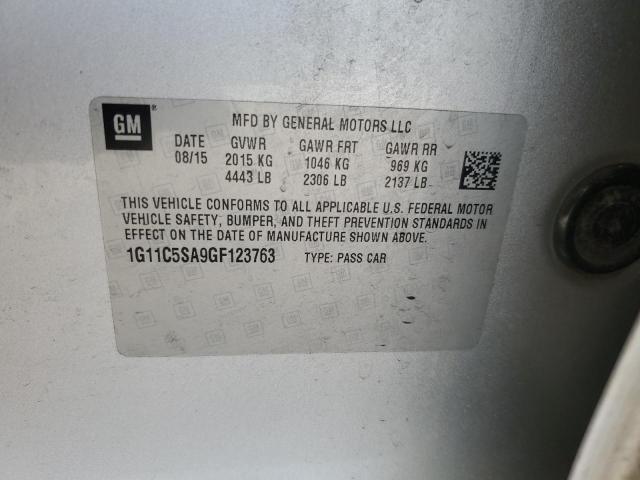 GM
MFD BY GENERAL MOTORS LLC
DATE GVWR GAWR FRT GAWR RR
08/15 2015 KG 1046 KG 969 KG
4443 LB 2306 LB 2137 LB
THIS VEHICLE CONFORMS TO ALL APPLICABLE U.S. FEDERAL MOTOR
VEHICLE SAFETY, BUMPER, AND THEFT PREVENTION STANDARDS IN
EFFECT ON THE DATE OF MANUFACTURE SHOWN ABOVE.
1G11C5SA9GF123763 TYPE: PASS CAR